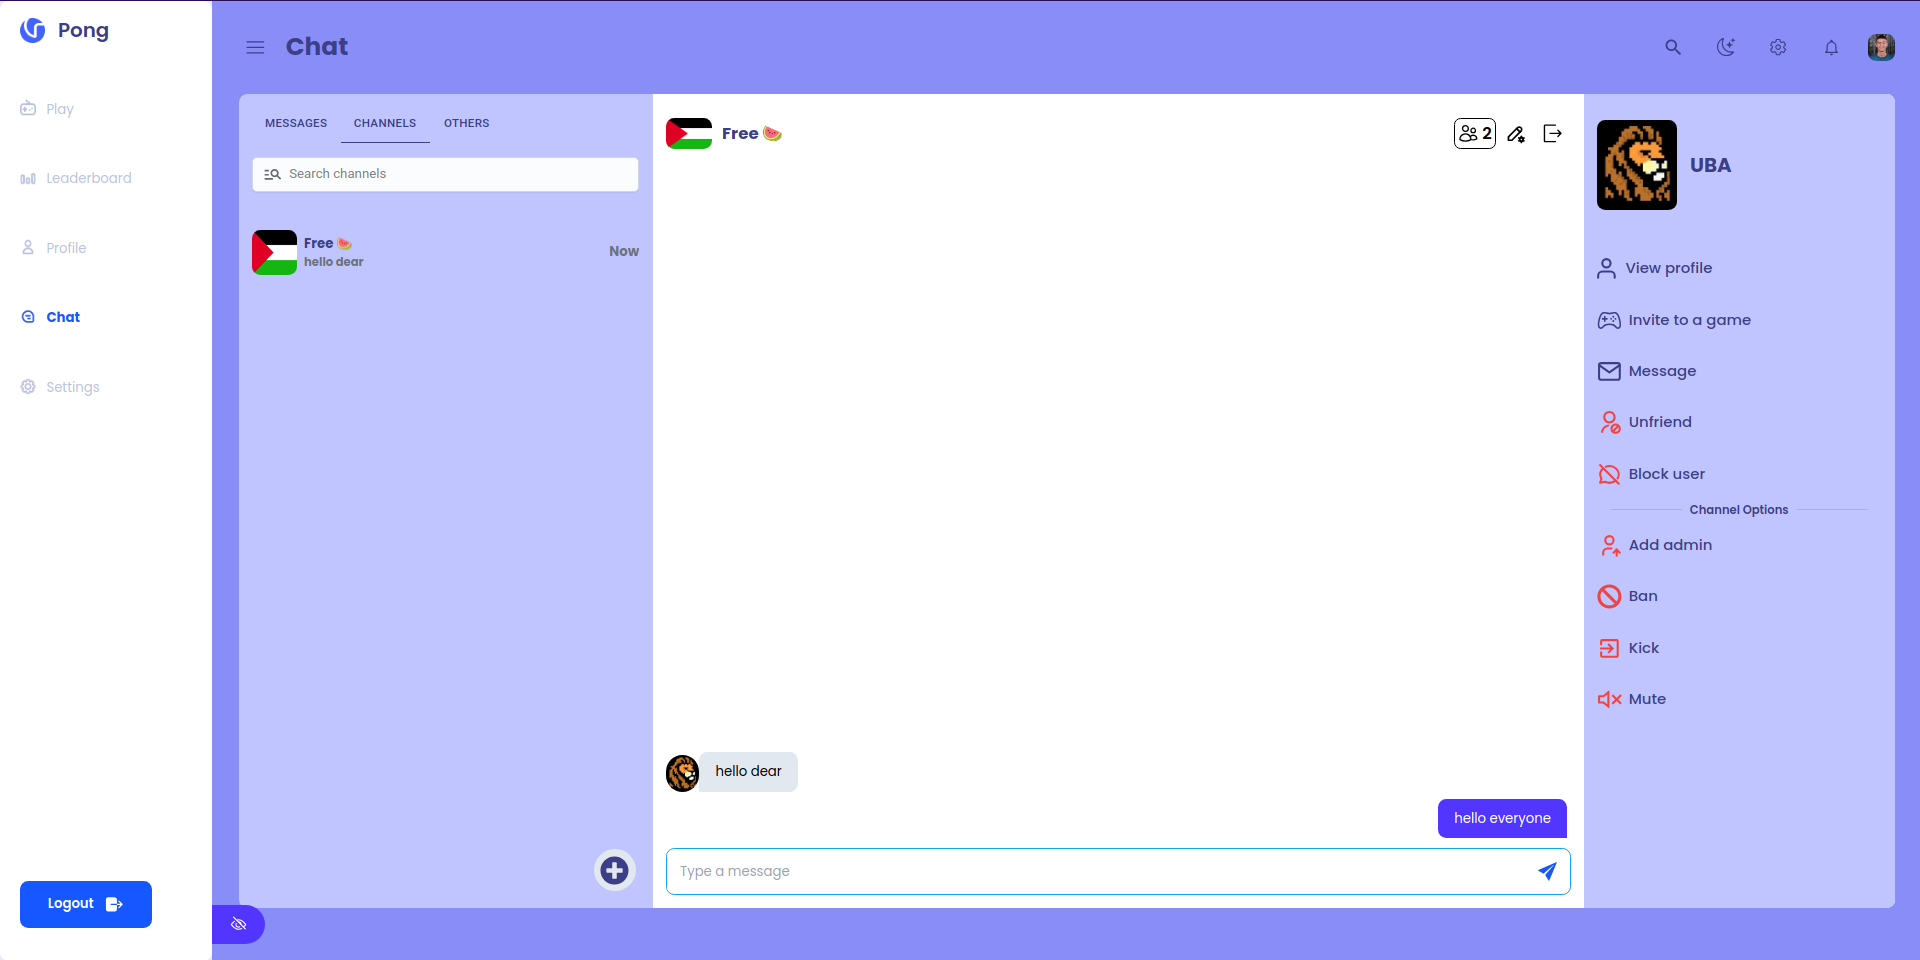 Pong
Play
Leaderboard
Profile
Chat
Settings
Logout
Chat
MESSAGES CHANNELS OTHERS
Search channels
Free 🍉
hello dear
Now
Free 🍉
2
hello dear
hello everyone
Type a message
UBA
View profile
Invite to a game
Message
Unfriend
Block user
Channel Options
Add admin
Ban
Kick
Mute